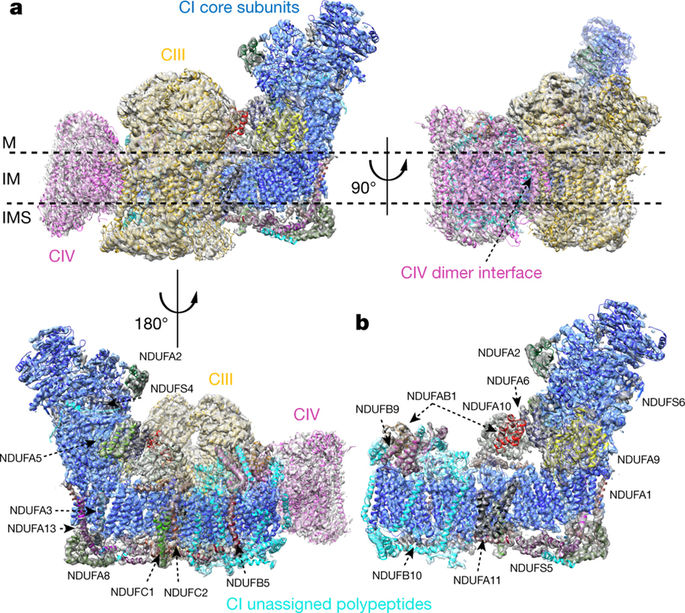 a
CI core subunits
CIII
M
IM
IMS
90°
CIV
CIV dimer interface
180°
b
NDUFA2
NDUFS4
CIII
CIV
NDUFA5
NDUFA3
NDUFA13
NDUFA8
NDUFC1
NDUFC2
NDUFB5
NDUFA2
NDUFA6
NDUFAB1
NDUFA10
NDUFB9
NDUFS6
NDUFA9
NDUFA1
NDUFS5
NDUFB10
NDUFA11
CI unassigned polypeptides